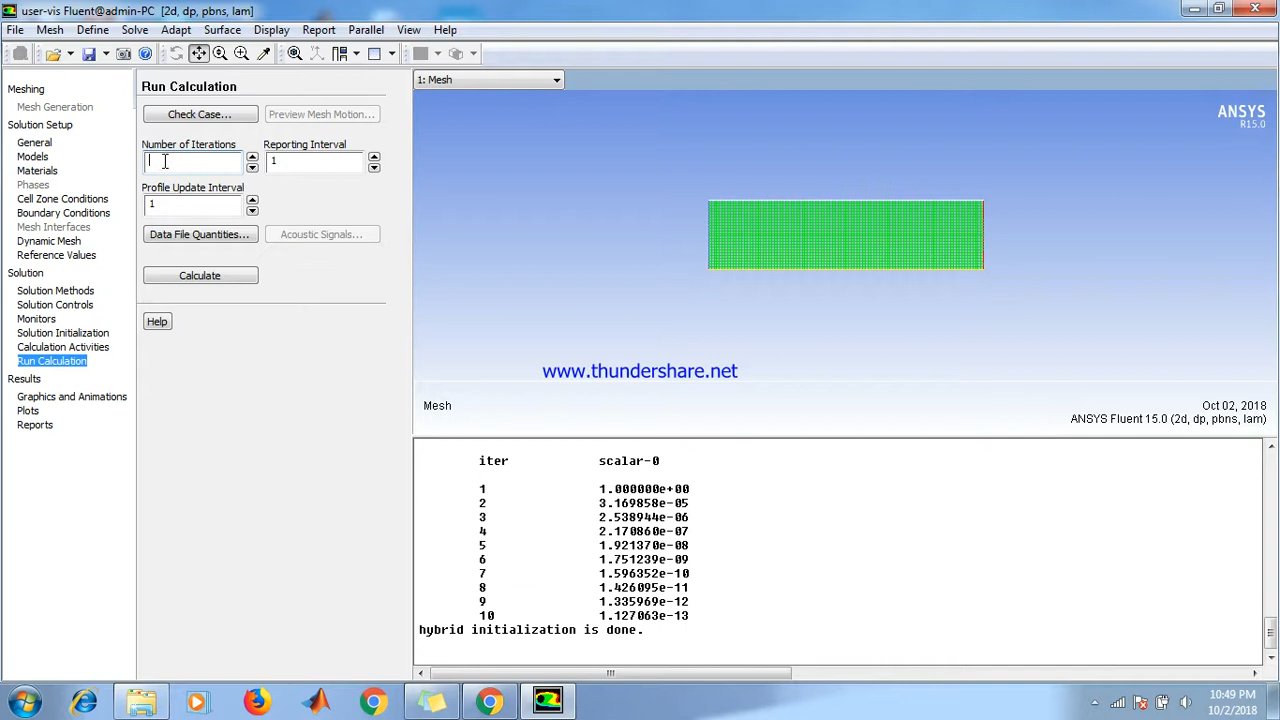 user-vis Fluent@admin-PC [2d, dp, pbns, lam]
File Mesh Define Solve Adapt Surface Display Report Parallel View Help
Meshing
Mesh Generation
Solution Setup
General
Models
Materials
Phases
Cell Zone Conditions
Boundary Conditions
Mesh Interfaces
Dynamic Mesh
Reference Values
Solution
Solution Methods
Solution Controls
Monitors
Solution Initialization
Calculation Activities
Run Calculation
Results
Graphics and Animations
Plots
Reports
Run Calculation
Check Case... Preview Mesh Motion...
Number of Iterations Reporting Interval
1
Profile Update Interval
1
Data File Quantities... Acoustic Signals...
Calculate
Help
1: Mesh
ANSYS
R15.0
www.thundershare.net
Mesh Oct 02, 2018
ANSYS Fluent 15.0 (2d, dp, pbns, lam)
iter scalar-0
1 1.000000e+00
2 3.169858e-05
3 2.538944e-06
4 2.170860e-07
5 1.921370e-08
6 1.751239e-09
7 1.596352e-10
8 1.426095e-11
9 1.335969e-12
10 1.127063e-13
hybrid initialization is done.
10:49 PM
10/2/2018